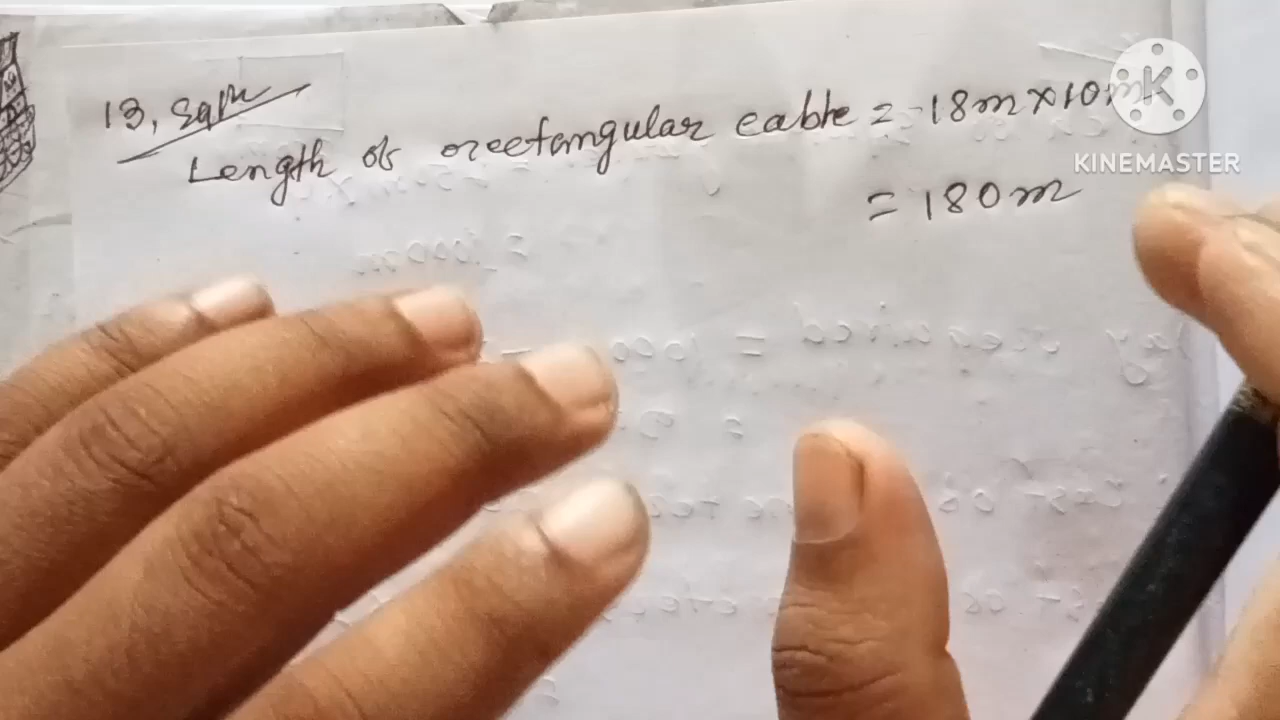 13, Soln
Length of rectangular cable = 18m×10m
= 180m
K
KINEMASTER